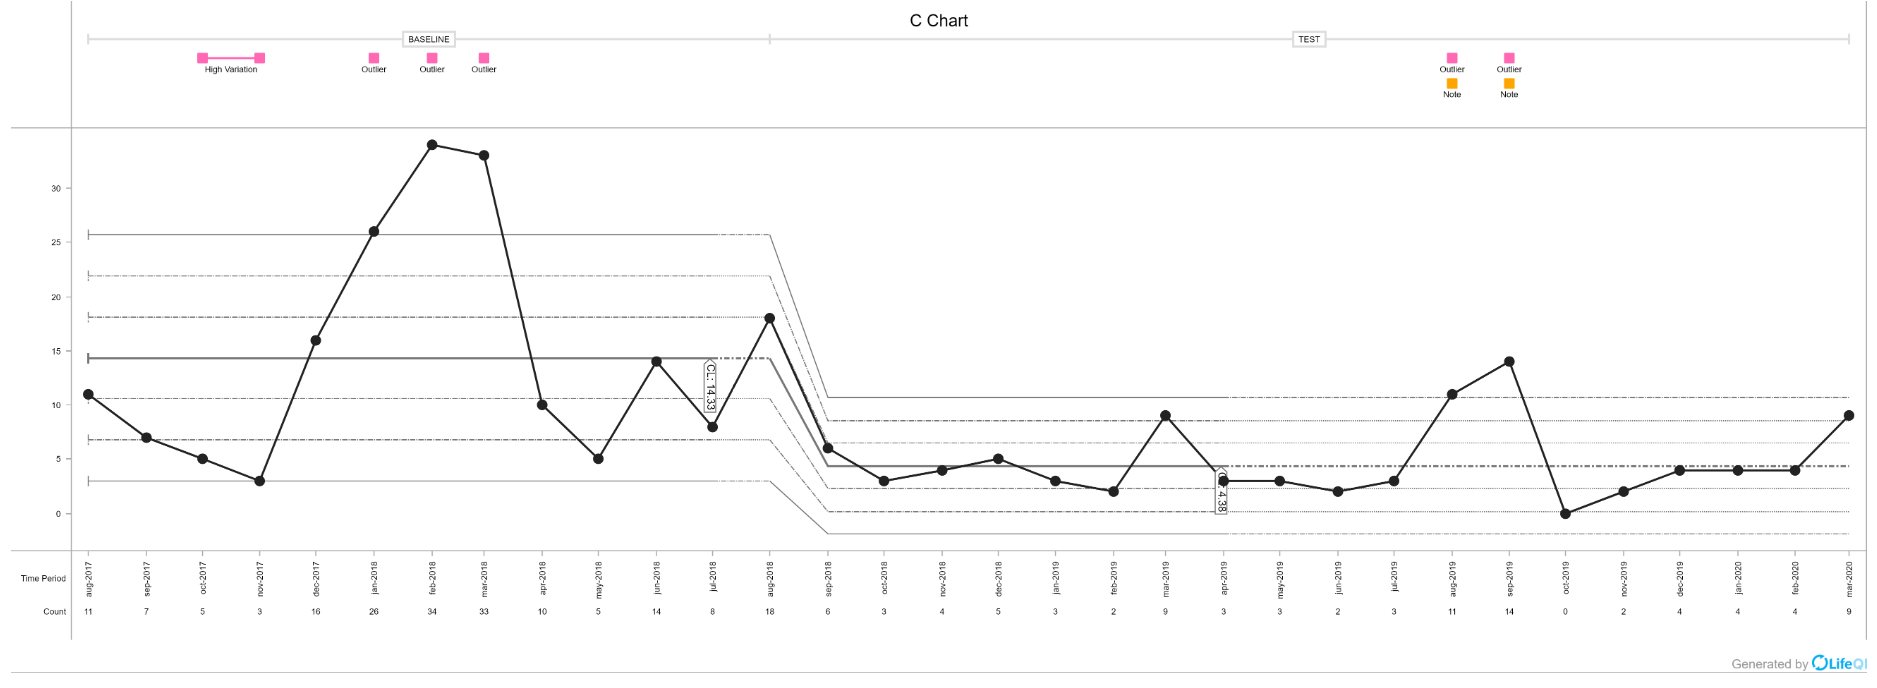 C Chart
BASELINE
TEST
High Variation
Outlier
Outlier
Outlier
Outlier
Outlier
Note
Note
30
25
20
15
10
5
0
CL: 14.33
4.38
Time Period
aug-2017 sep-2017 oct-2017 nov-2017 dec-2017 jan-2018 feb-2018 mar-2018 apr-2018 may-2018 jun-2018 jul-2018 aug-2018 sep-2018 oct-2018 nov-2018 dec-2018 jan-2019 feb-2019 mar-2019 apr-2019 may-2019 jun-2019 jul-2019 aug-2019 sep-2019 oct-2019 nov-2019 dec-2019 jan-2020 feb-2020 mar-2020
Count 11 7 5 3 16 26 34 33 10 5 14 8 18 6 3 4 5 3 2 9 3 3 2 3 11 14 0 2 4 4 4 9
Generated by LifeQI